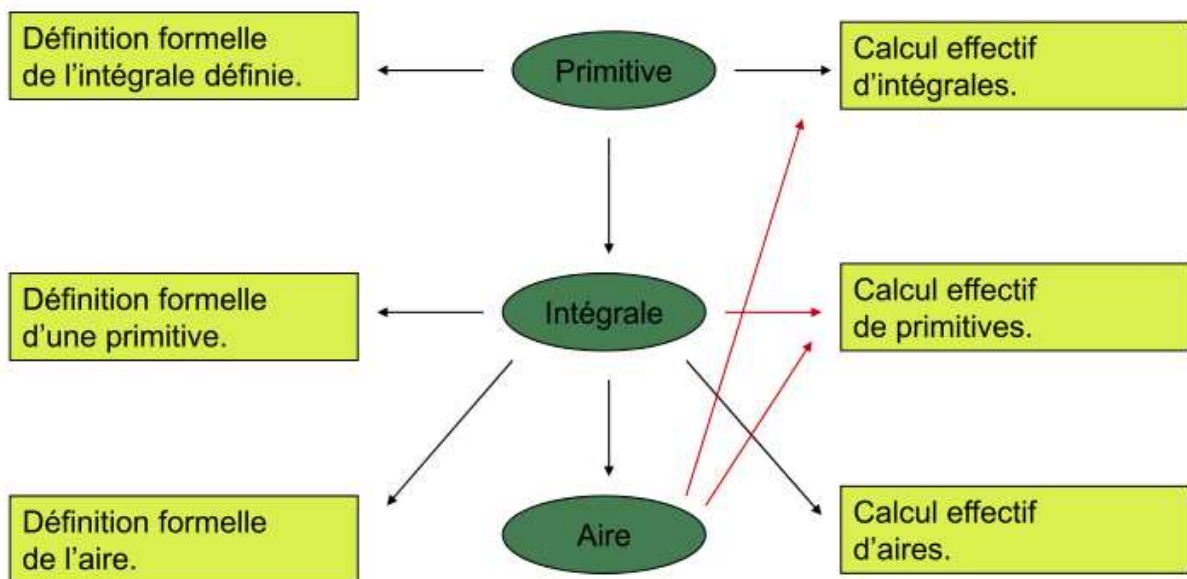 Définition formelle
de l'intégrale définie.
Primitive
Calcul effectif
d'intégrales.
Définition formelle
d'une primitive.
Intégrale
Calcul effectif
de primitives.
Définition formelle
de l'aire.
Aire
Calcul effectif
d'aires.